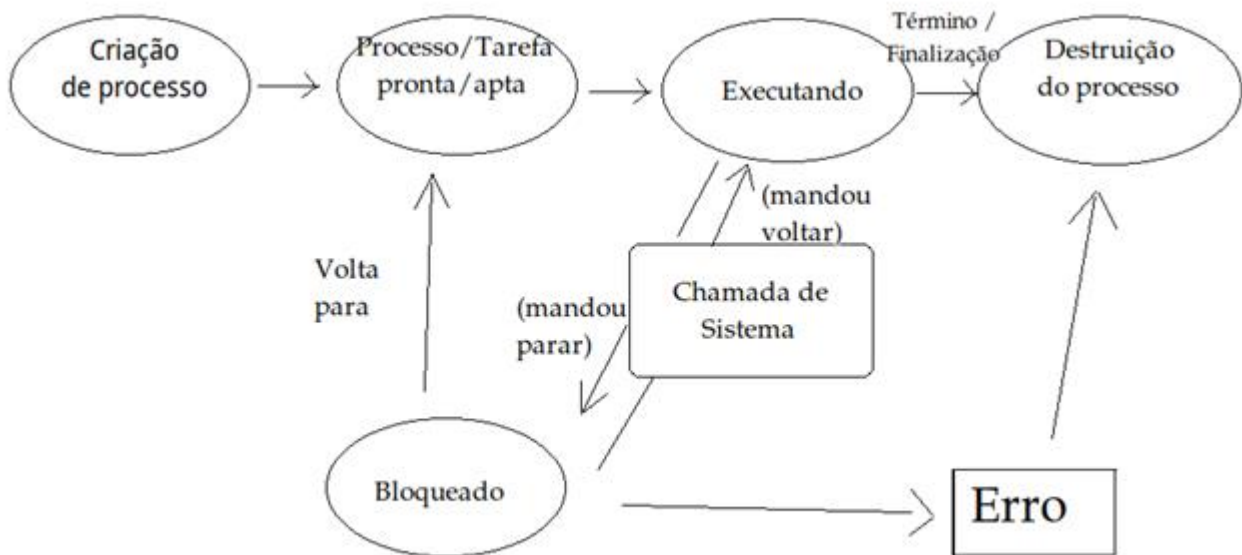 Criação
de processo
Processo/Tarefa
pronta/apta
Executando
Término /
Finalização
Destruição
do processo
(mandou
voltar)
Volta
para
(mandou
parar)
Chamada de
Sistema
Bloqueado
Erro